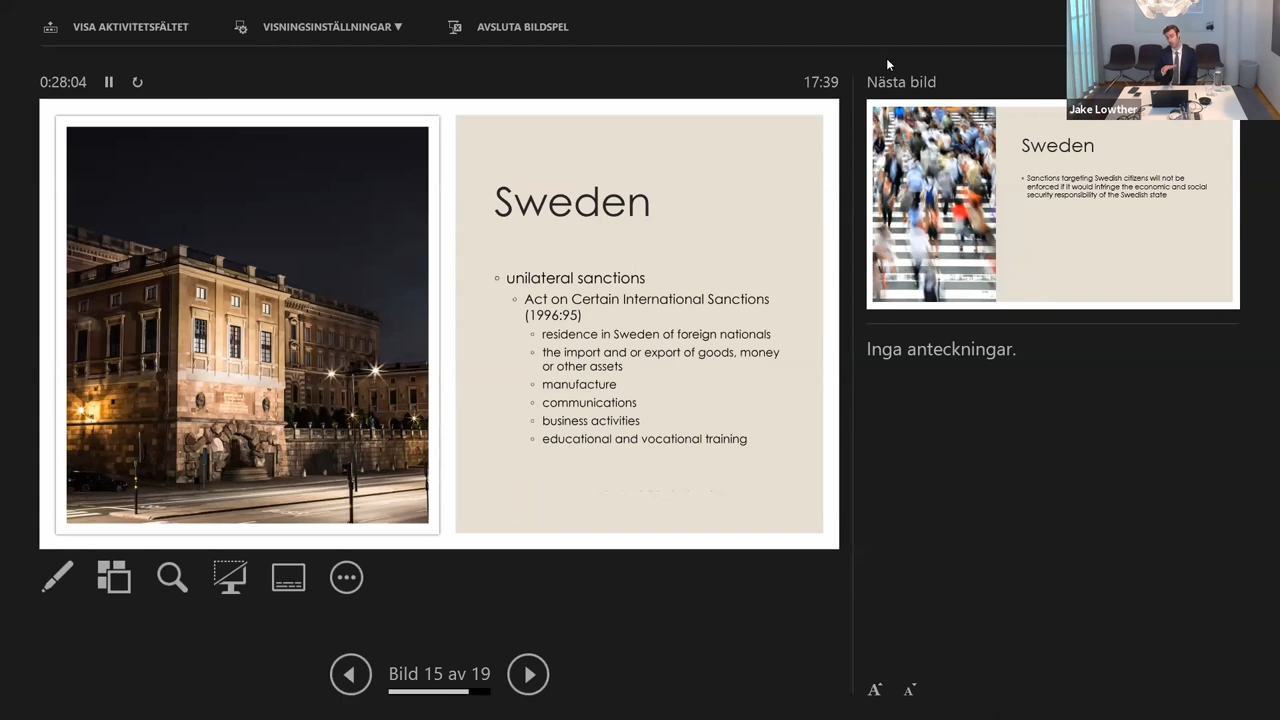 VISA AKTIVITETSFÄLTET
VISNINGSINSTÄLLNINGAR ▼
AVSLUTA BILDSPEL
0:28:04
17:39
Nästa bild
Jake Lowther
Sweden
unilateral sanctions
Act on Certain International Sanctions
(1996:95)
residence in Sweden of foreign nationals
the import and or export of goods, money
or other assets
manufacture
communications
business activities
educational and vocational training
Sweden
Sanctions targeting Swedish citizens will not be
enforced if it would infringe the economic and social
security responsibility of the Swedish state
Inga anteckningar.
Bild 15 av 19
A
A